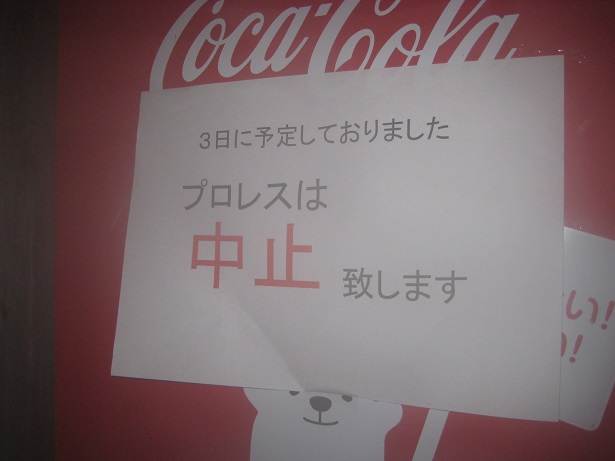 Coca-Cola
3日に予定しておりました
プロレスは
中止 致します
い!
!